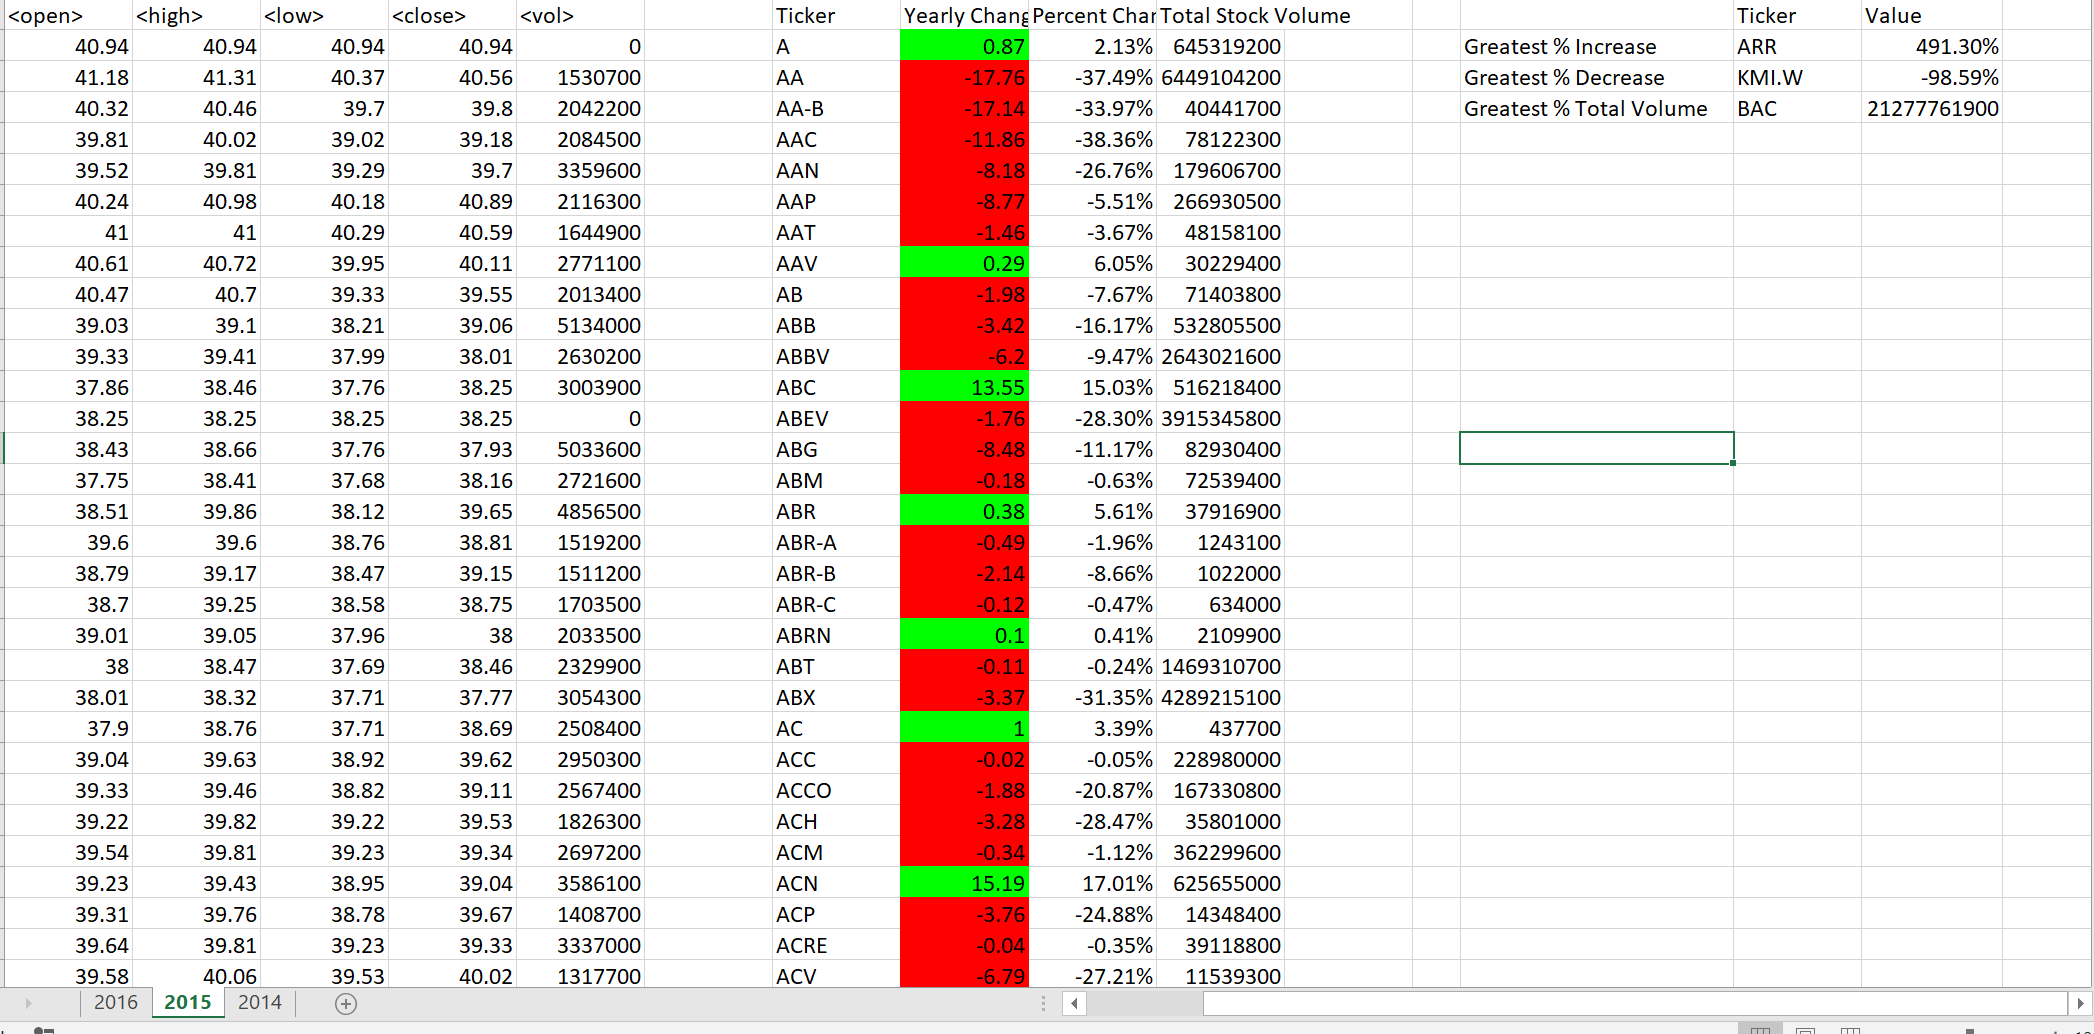 <open> <high> <low> <close> <vol> Ticker Yearly Chang Percent Char Total Stock Volume Ticker Value
40.94 40.94 40.94 40.94 0 A 0.87 2.13% 645319200 Greatest % Increase ARR 491.30%
41.18 41.31 40.37 40.56 1530700 AA -17.76 -37.49% 6449104200 Greatest % Decrease KMI.W -98.59%
40.32 40.46 39.7 39.8 2042200 AA-B -17.14 -33.97% 40441700 Greatest % Total Volume BAC 21277761900
39.81 40.02 39.02 39.18 2084500 AAC -11.86 -38.36% 78122300
39.52 39.81 39.29 39.7 3359600 AAN -8.18 -26.76% 179606700
40.24 40.98 40.18 40.89 2116300 AAP -8.77 -5.51% 266930500
41 41 40.29 40.59 1644900 AAT -1.46 -3.67% 48158100
40.61 40.72 39.95 40.11 2771100 AAV 0.29 6.05% 30229400
40.47 40.7 39.33 39.55 2013400 AB -1.98 -7.67% 71403800
39.03 39.1 38.21 39.06 5134000 ABB -3.42 -16.17% 532805500
39.33 39.41 37.99 38.01 2630200 ABBV -6.2 -9.47% 2643021600
37.86 38.46 37.76 38.25 3003900 ABC 13.55 15.03% 516218400
38.25 38.25 38.25 38.25 0 ABEV -1.76 -28.30% 3915345800
38.43 38.66 37.76 37.93 5033600 ABG -8.48 -11.17% 82930400
37.75 38.41 37.68 38.16 2721600 ABM -0.18 -0.63% 72539400
38.51 39.86 38.12 39.65 4856500 ABR 0.38 5.61% 37916900
39.6 39.6 38.76 38.81 1519200 ABR-A -0.49 -1.96% 1243100
38.79 39.17 38.47 39.15 1511200 ABR-B -2.14 -8.66% 1022000
38.7 39.25 38.58 38.75 1703500 ABR-C -0.12 -0.47% 634000
39.01 39.05 37.96 38 2033500 ABRN 0.1 0.41% 2109900
38 38.47 37.69 38.46 2329900 ABT -0.11 -0.24% 1469310700
38.01 38.32 37.71 37.77 3054300 ABX -3.37 -31.35% 4289215100
37.9 38.76 37.71 38.69 2508400 AC 1 3.39% 437700
39.04 39.63 38.92 39.62 2950300 ACC -0.02 -0.05% 228980000
39.33 39.46 38.82 39.11 2567400 ACCO -1.88 -20.87% 167330800
39.22 39.82 39.22 39.53 1826300 ACH -3.28 -28.47% 35801000
39.54 39.81 39.23 39.34 2697200 ACM -0.34 -1.12% 362299600
39.23 39.43 38.95 39.04 3586100 ACN 15.19 17.01% 625655000
39.31 39.76 38.78 39.67 1408700 ACP -3.76 -24.88% 14348400
39.64 39.81 39.23 39.33 3337000 ACRE -0.04 -0.35% 39118800
39.58 40.06 39.53 40.02 1317700 ACV -6.79 -27.21% 11539300
2016 2015 2014